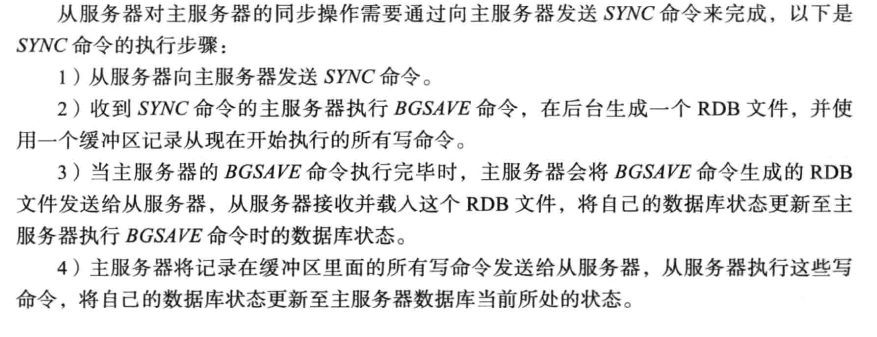 从服务器对主服务器的同步操作需要通过向主服务器发送 SYNC 命令来完成，以下是
SYNC 命令的执行步骤：
1）从服务器向主服务器发送 SYNC 命令。
2）收到 SYNC 命令的主服务器执行 BGSAVE 命令，在后台生成一个 RDB 文件，并使
用一个缓冲区记录从现在开始执行的所有写命令。
3）当主服务器的 BGSAVE 命令执行完毕时，主服务器会将 BGSAVE 命令生成的 RDB
文件发送给从服务器，从服务器接收并载入这个 RDB 文件，将自己的数据库状态更新至主
服务器执行 BGSAVE 命令时的数据库状态。
4）主服务器将记录在缓冲区里面的所有写命令发送给从服务器，从服务器执行这些写
命令，将自己的数据库状态更新至主服务器数据库当前所处的状态。